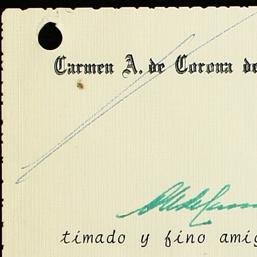 Carmen A. de Corona de
timado y fino amig